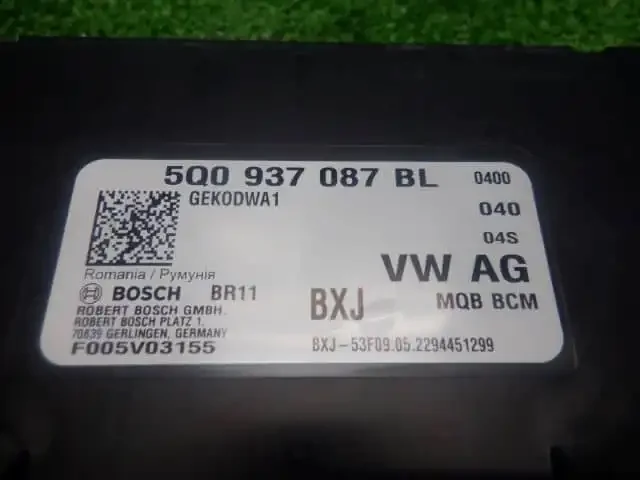 5Q0 937 087 BL 0400
GEKODWA1
040
04S
Romania / Румунія
VW AG
BOSCH BR11
BXJ
MQB BCM
ROBERT BOSCH GMBH.
ROBERT BOSCH PLATZ 1.
70839 GERLINGEN, GERMANY
F005V03155
BXJ-53F09.05.2294451299